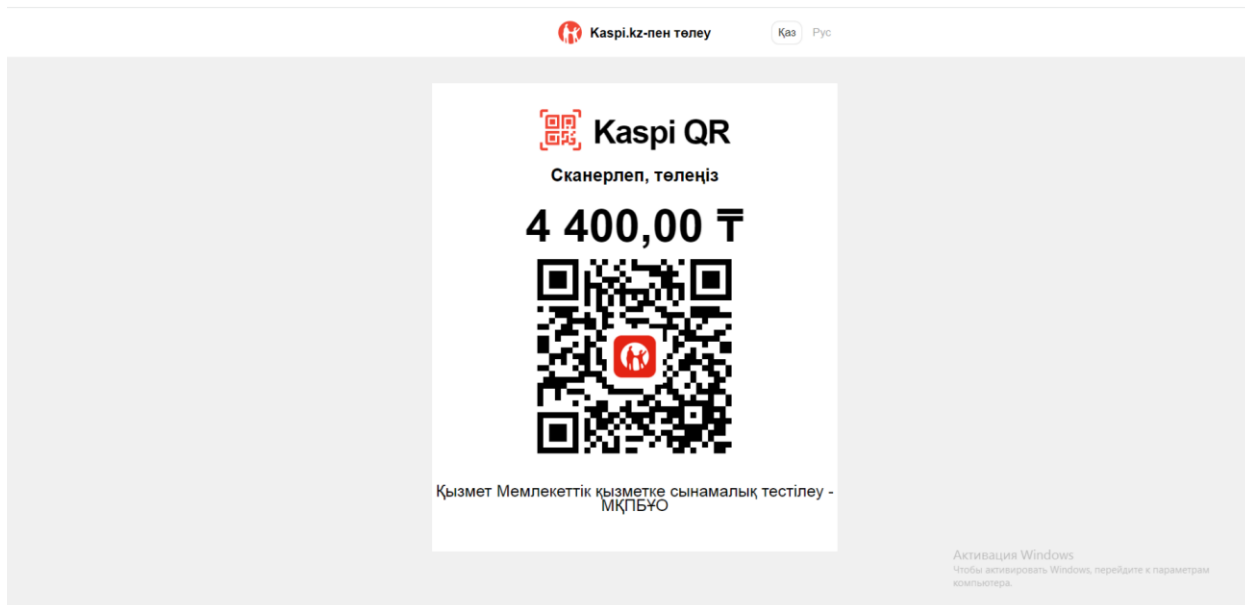 Kaspi.kz-пен төлеу
Қаз Рус
Kaspi QR
Сканерлеп, төлеңіз
4 400,00 ₸
Қызмет Мемлекеттік қызметке сынамалық тестілеу -
МҚПБҰО
Активация Windows
Чтобы активировать Windows, перейдите к параметрам
компьютера.